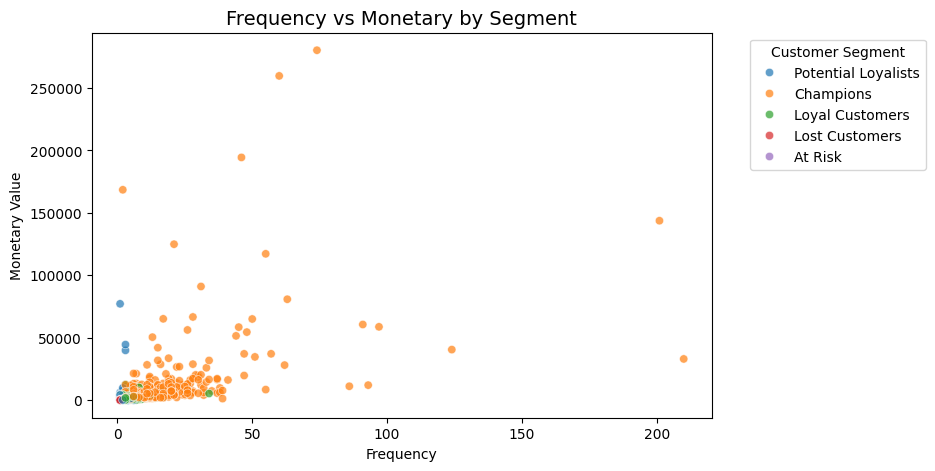 Frequency vs Monetary by Segment
Customer Segment
Potential Loyalists
Champions
Loyal Customers
Lost Customers
At Risk
Monetary Value
250000
200000
150000
100000
50000
0
0 50 100 150 200
Frequency